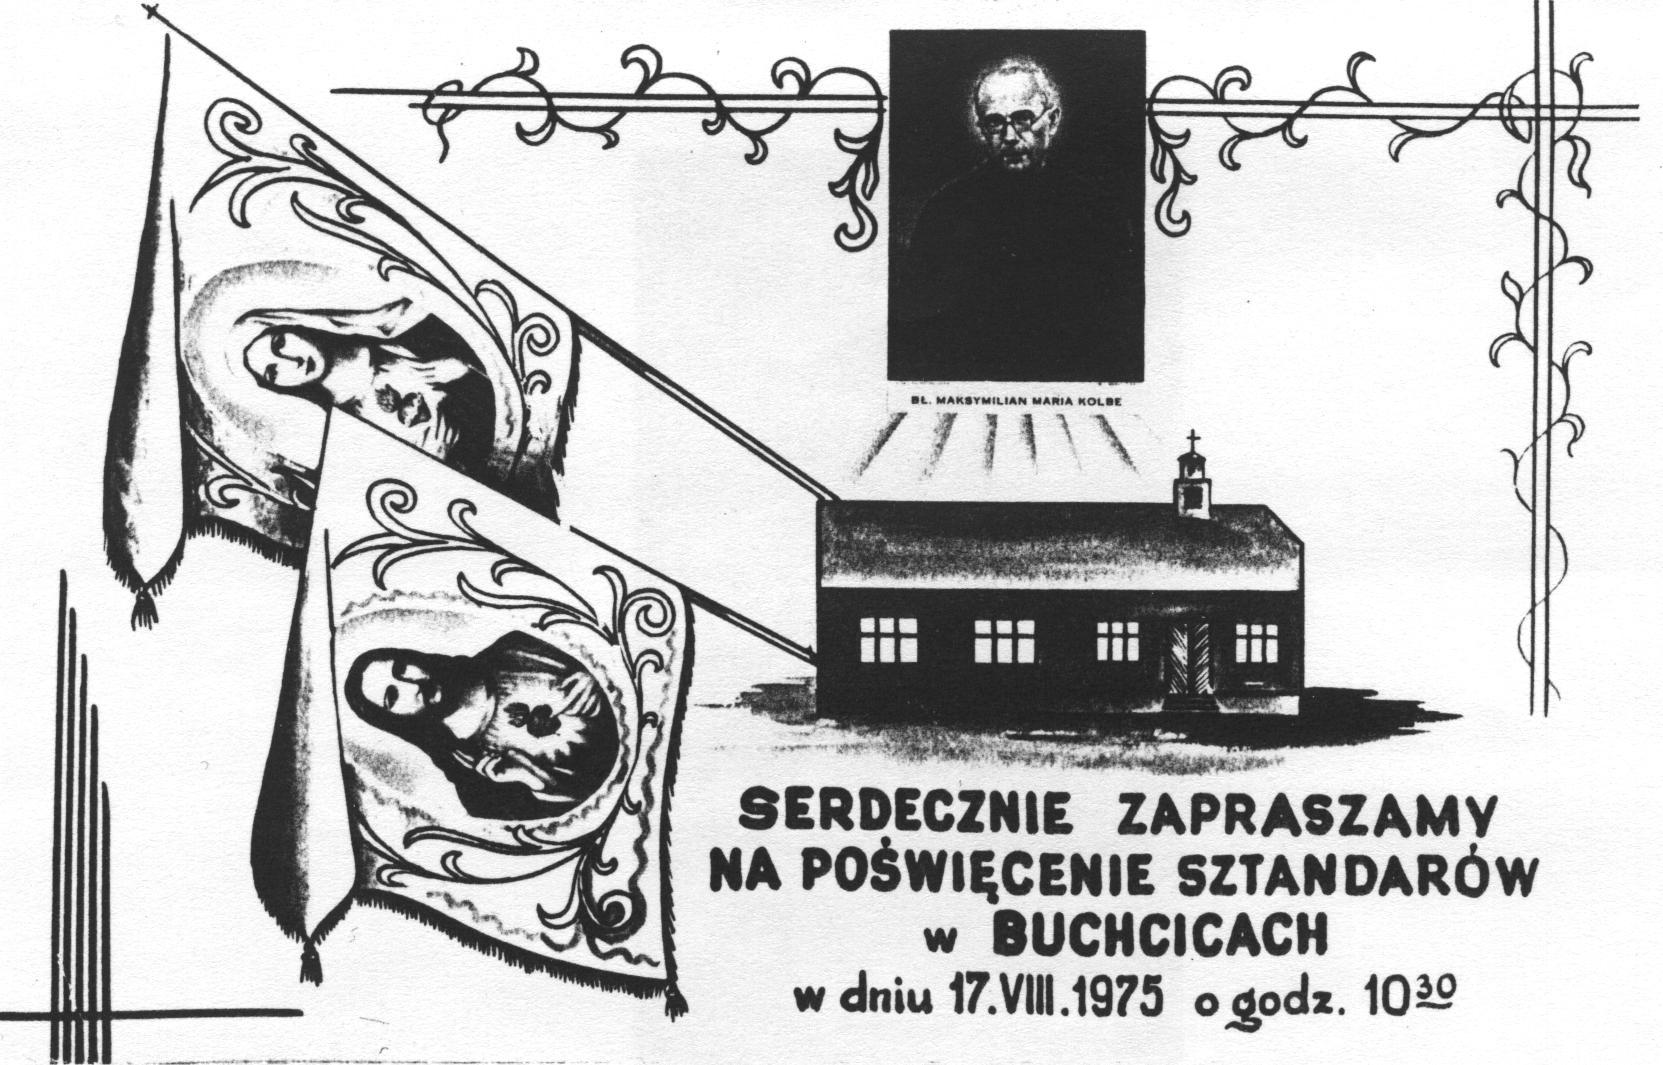 BŁ. MAKSYMILIAN MARIA KOLBE
SERDECZNIE ZAPRASZAMY
NA POŚWIĘCENIE SZTANDARÓW
w BUCHCICACH
w dniu 17.VIII.1975 o godz. 10³⁰